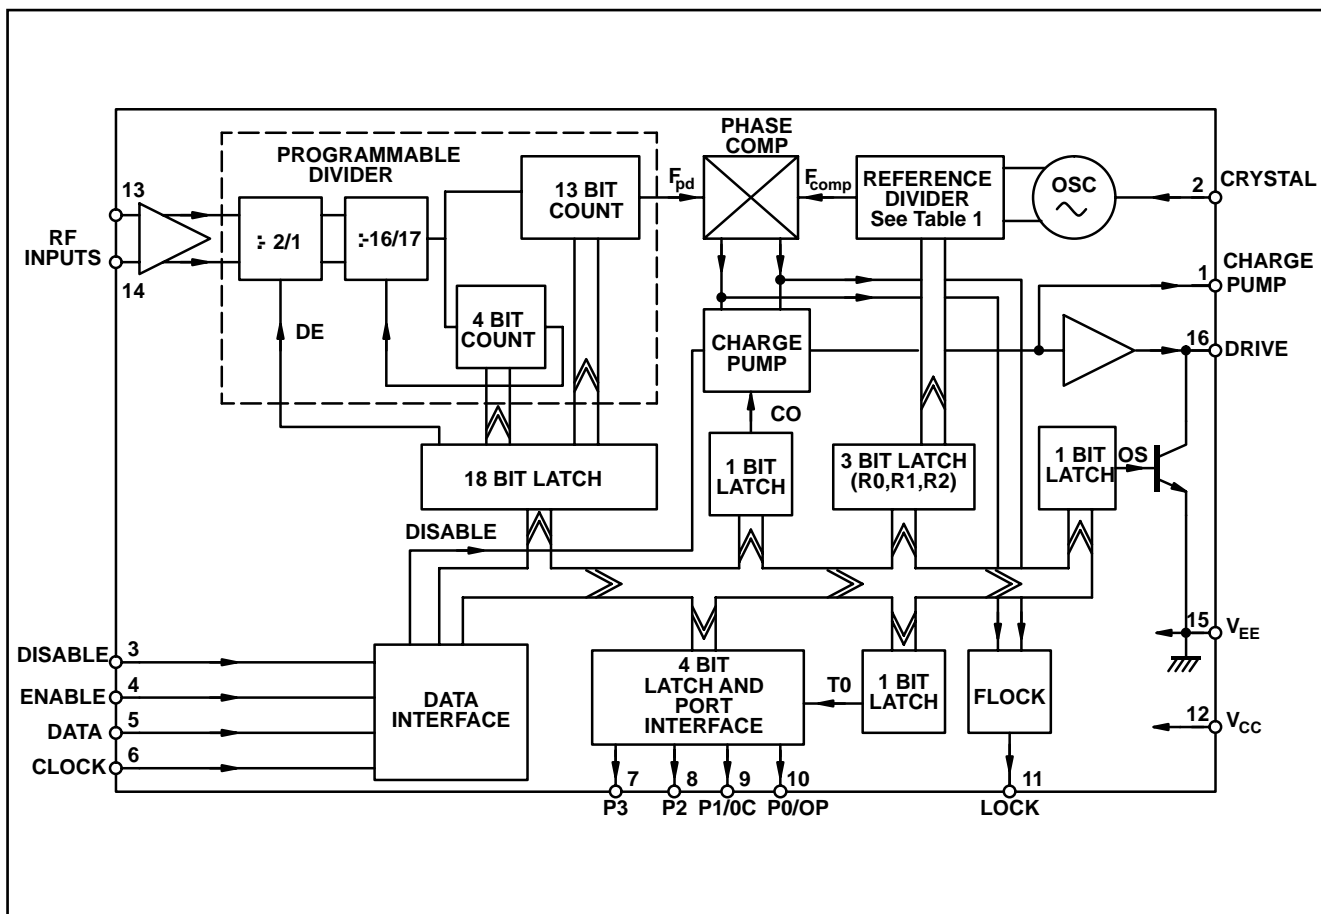 PHASE
COMP
PROGRAMMABLE
DIVIDER
13 BIT
COUNT
Fpd
Fcomp
REFERENCE
DIVIDER
See Table 1
OSC
2
CRYSTAL
13
RF
INPUTS
14
÷ 2/1
÷16/17
1
CHARGE
PUMP
DE
4 BIT
COUNT
CHARGE
PUMP
16
DRIVE
CO
18 BIT LATCH
1 BIT
LATCH
3 BIT LATCH
(R0,R1,R2)
1 BIT
LATCH
OS
DISABLE
DISABLE
3
ENABLE
4
DATA
5
CLOCK
6
DATA
INTERFACE
4 BIT
LATCH AND
PORT
INTERFACE
T0
1 BIT
LATCH
FLOCK
15
VEE
12
VCC
7
8
9
10
11
P3
P2
P1/0C
P0/OP
LOCK